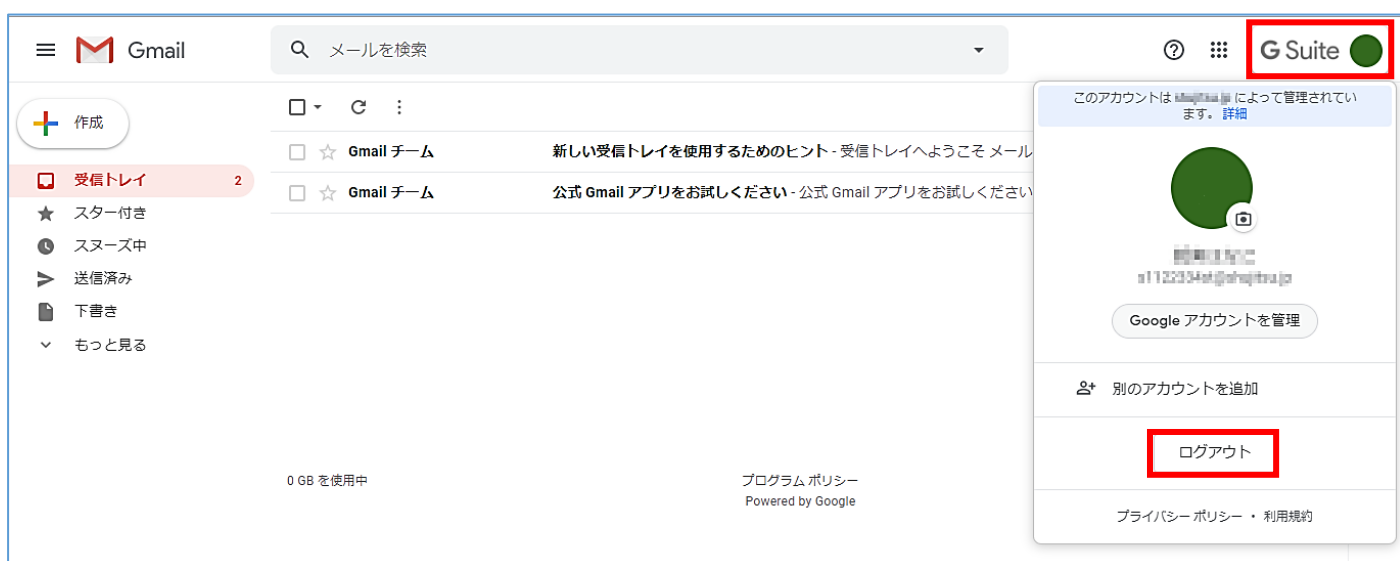 Gmail
メールを検索
G Suite
作成
受信トレイ 2
スター付き
スヌーズ中
送信済み
下書き
もっと見る
Gmail チーム 新しい受信トレイを使用するためのヒント - 受信トレイへようこそ メール
Gmail チーム 公式 Gmail アプリをお試しください - 公式 Gmail アプリをお試しください
0 GB を使用中
プログラム ポリシー
Powered by Google
このアカウントは によって管理されてい
ます。 詳細
Google アカウントを管理
別のアカウントを追加
ログアウト
プライバシー ポリシー ・ 利用規約